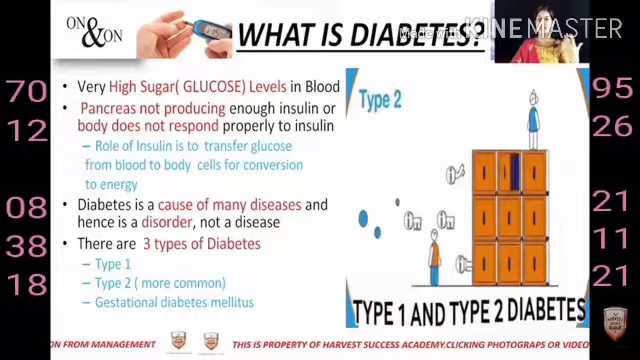 ON
&
ON
WHAT IS DIABETES?
Made with KINEMASTER
Very High Sugar( GLUCOSE) Levels in Blood
Pancreas not producing enough insulin or
body does not respond properly to insulin
Role of Insulin is to transfer glucose
from blood to body cells for conversion
to energy
Diabetes is a cause of many diseases and
hence is a disorder, not a disease
There are 3 types of Diabetes
Type 1
Type 2 ( more common)
Gestational diabetes mellitus
Type 2
TYPE 1 AND TYPE 2 DIABETES
70
12
08
38
18
95
26
21
11
21
ON FROM MANAGEMENT
THIS IS PROPERTY OF HARVEST SUCCESS ACADEMY.CLICKING PHOTOGRAPS OR VIDEO